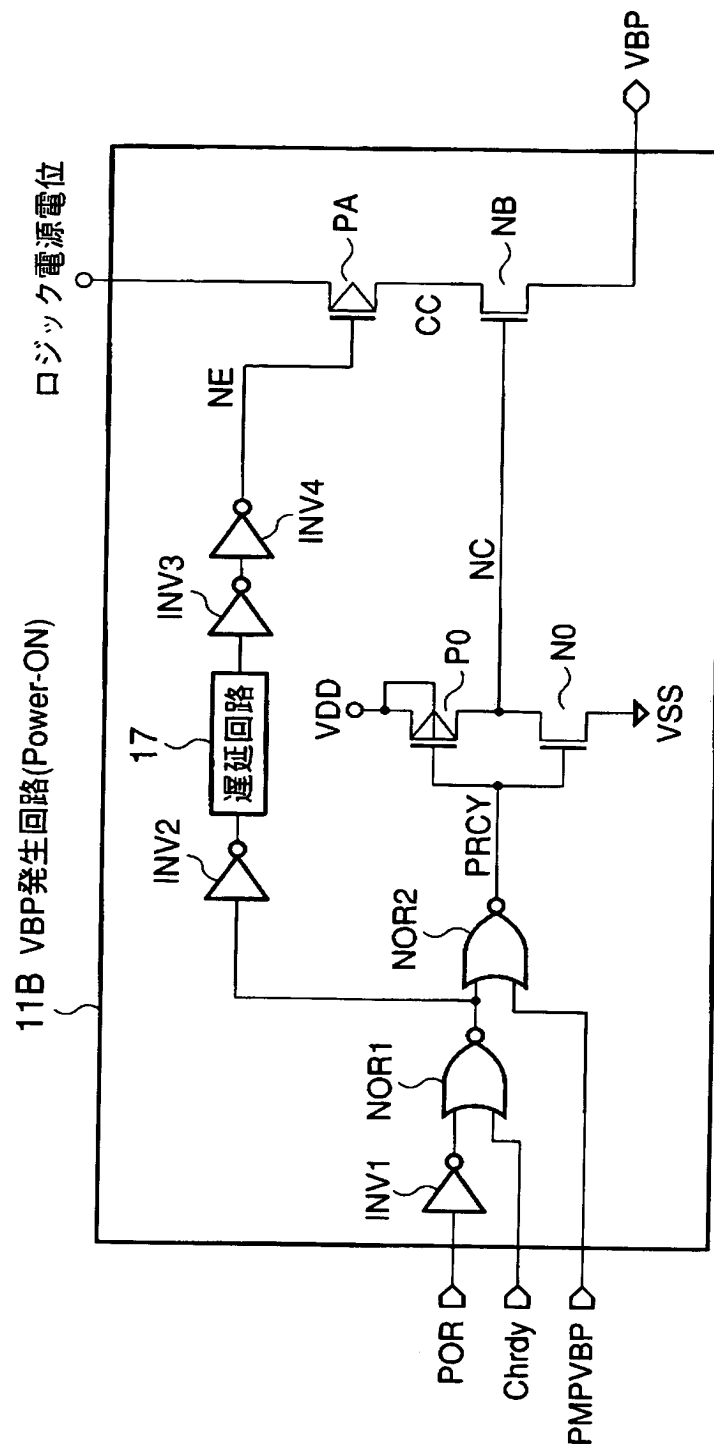 11B VBP発生回路(Power-ON)
ロジック電源電位
17
遅延回路
INV2
INV3
INV4
NE
PA
CC
NB
VBP
VDD
P0
NC
N0
VSS
PRCY
NOR2
NOR1
INV1
POR
Chrdy
PMPVBP